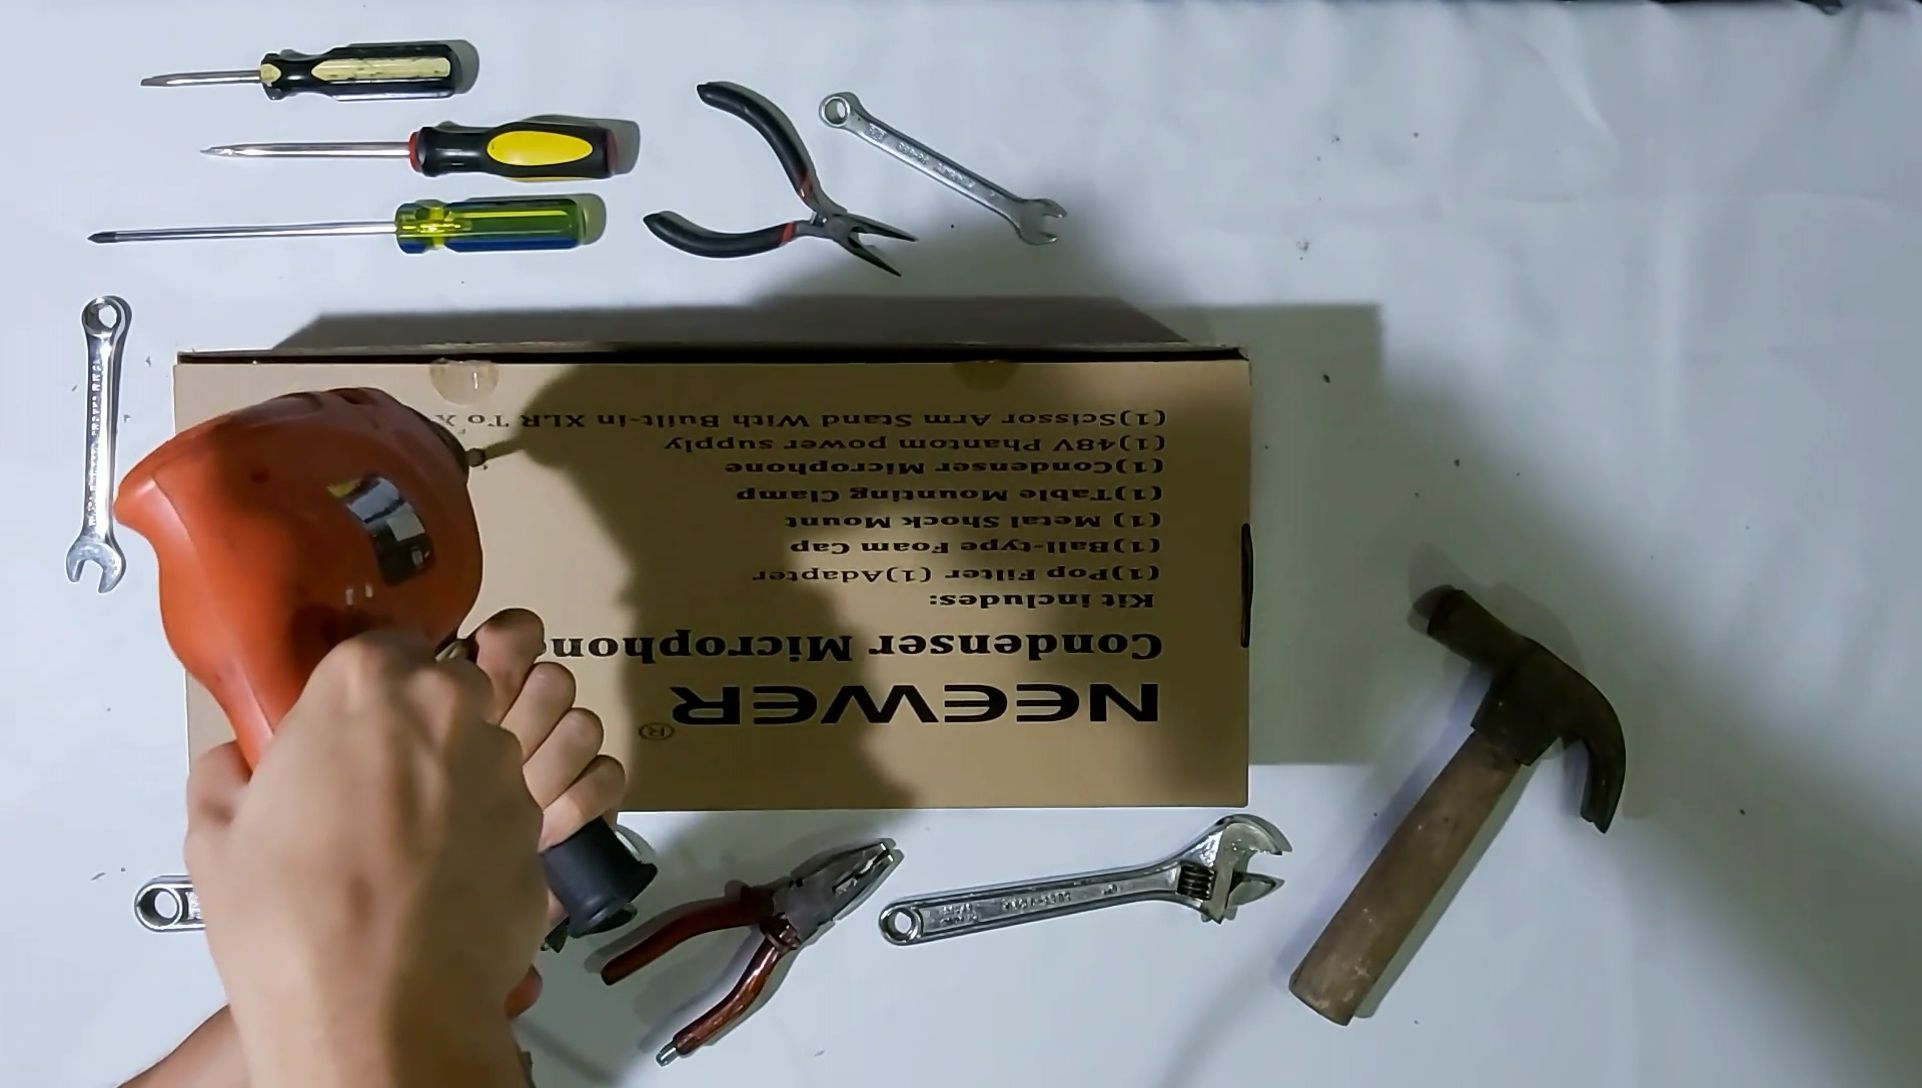 NEEWER®
Condenser Microphon
Kit includes:
(1)Pop Filter (1)Adapter
(1)Ball-type Foam Cap
(1) Metal Shock Mount
(1)Table Mounting Clamp
(1)Condenser Microphone
(1)48V Phantom power supply
(1)Scissor Arm Stand With Built-in XLR To X